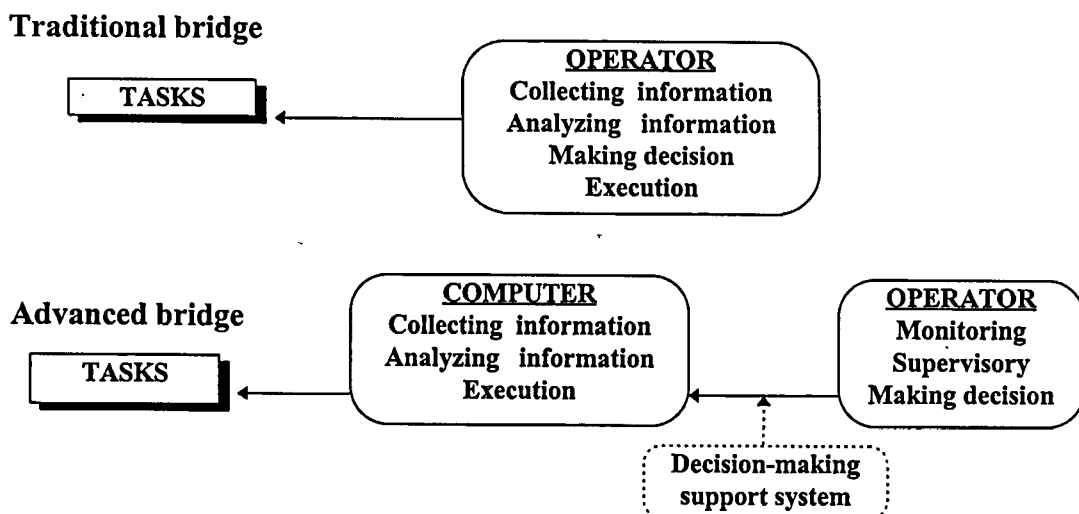 Traditional bridge
TASKS
OPERATOR
Collecting information
Analyzing information
Making decision
Execution
Advanced bridge
TASKS
COMPUTER
Collecting information
Analyzing information
Execution
OPERATOR
Monitoring
Supervisory
Making decision
Decision-making
support system